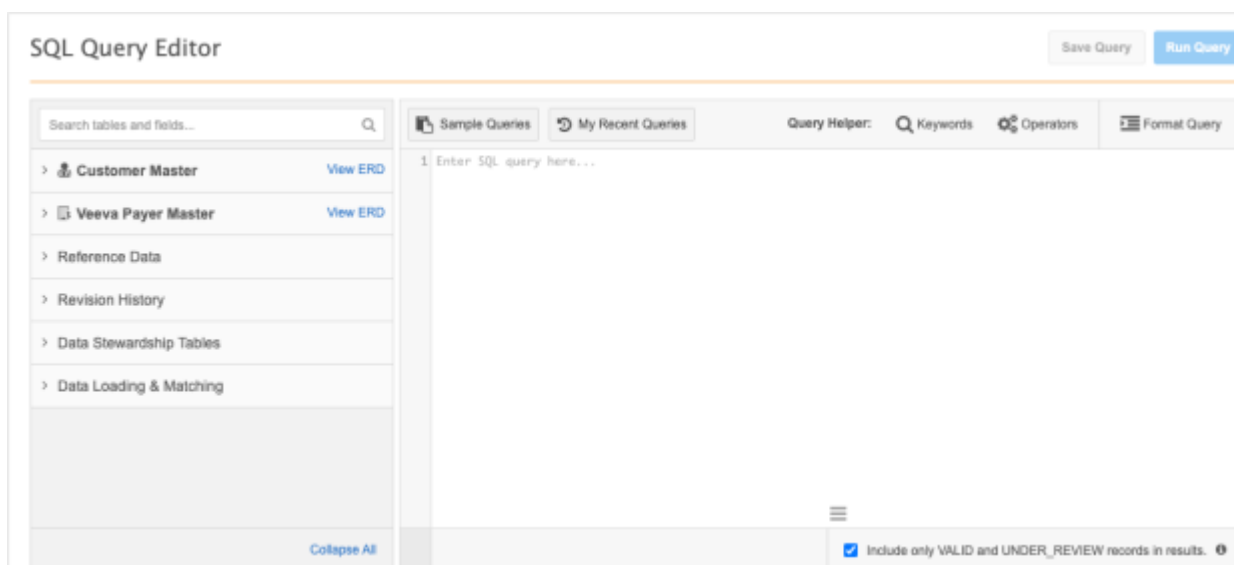 SQL Query Editor
Save Query
Run Query
Search tables and fields...
Sample Queries
My Recent Queries
Query Helper:
Keywords
Operators
Format Query
Customer Master
View ERD
Veeva Payer Master
View ERD
Reference Data
Revision History
Data Stewardship Tables
Data Loading & Matching
Collapse All
1 Enter SQL query here...
Include only VALID and UNDER_REVIEW records in results.